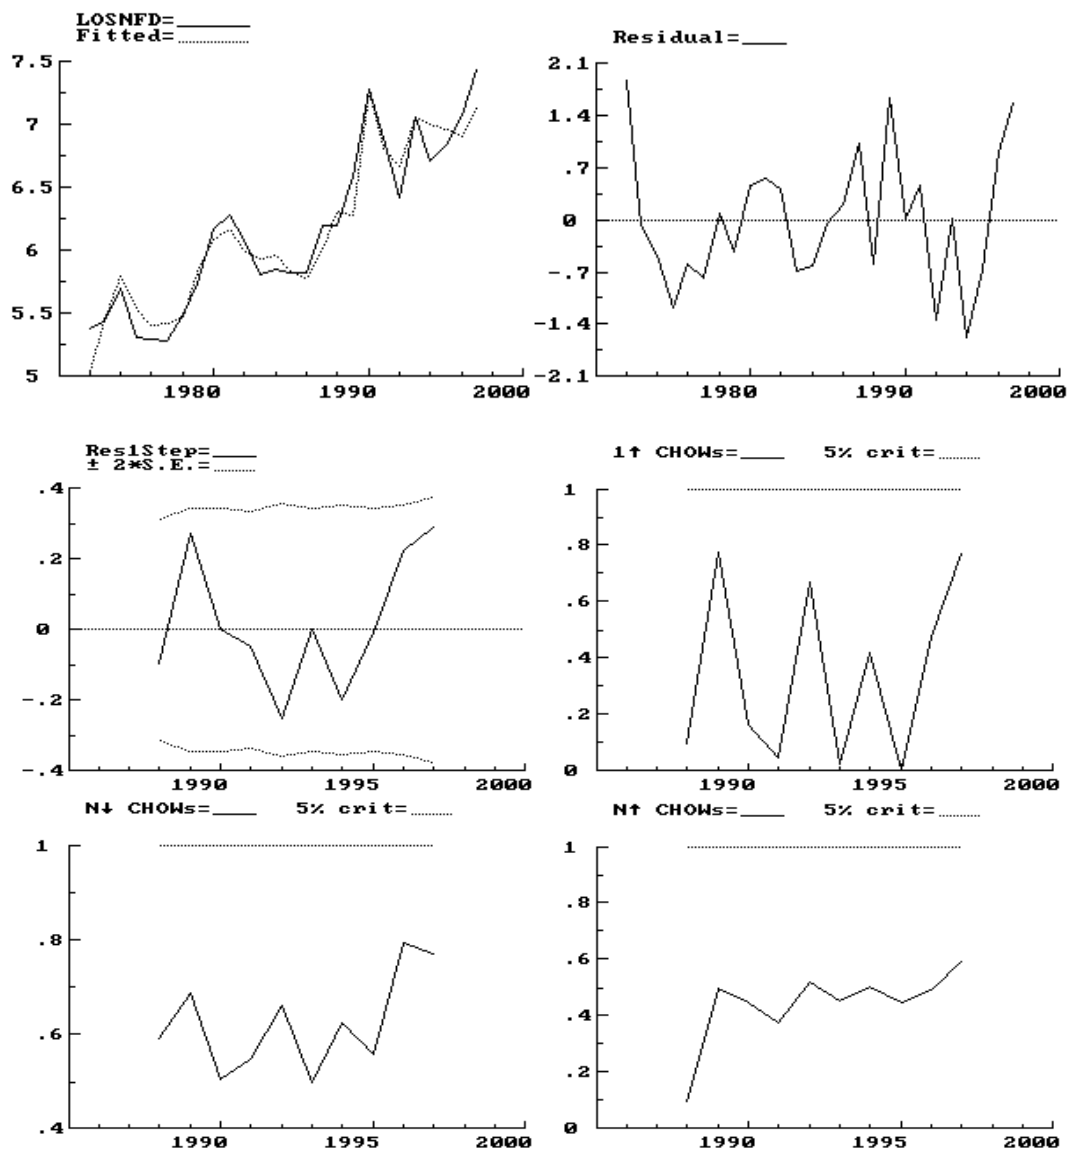 LOSNFD=
Fitted=
Residual=
7.5
7
6.5
6
5.5
5
1980 1990 2000
2.1
1.4
.7
0
-.7
-1.4
-2.1
1980 1990 2000
Res1Step=
± 2*S.E.=
.4
.2
0
-.2
-.4
1990 1995 2000
1↑ CHOWs= 5% crit=
1
.8
.6
.4
.2
0
1990 1995 2000
N↓ CHOWs= 5% crit=
1
.8
.6
.4
1990 1995 2000
N↑ CHOWs= 5% crit=
1
.8
.6
.4
.2
0
1990 1995 2000